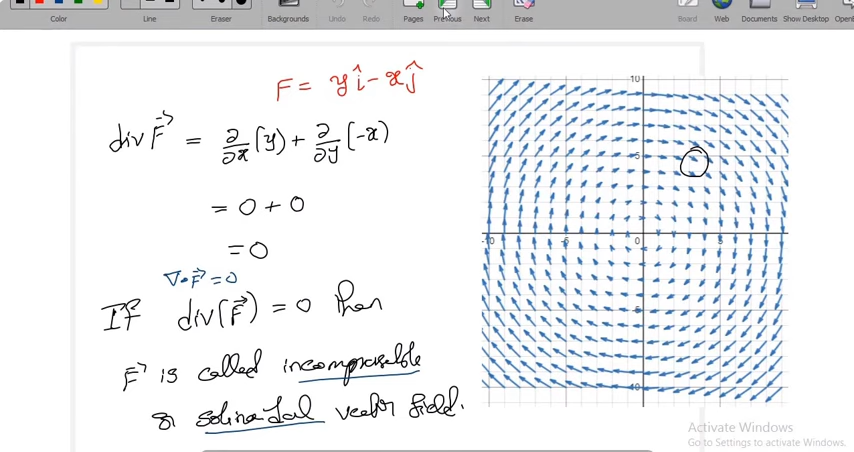 Color
Line
Eraser
Backgrounds
Undo
Redo
Pages
Previous
Next
Erase
Board
Web
Documents
Show Desktop
F = y î - x ĵ
div F⃗ = ∂/∂x (y) + ∂/∂y (-x)
= 0 + 0
= 0
∇•F⃗ = 0
If div(F⃗) = 0 then
F⃗ is called incomprasible
or solinoidal vector field.
10
5
-10
-5
0
5
-5
-10
Activate Windows
Go to Settings to activate Windows.